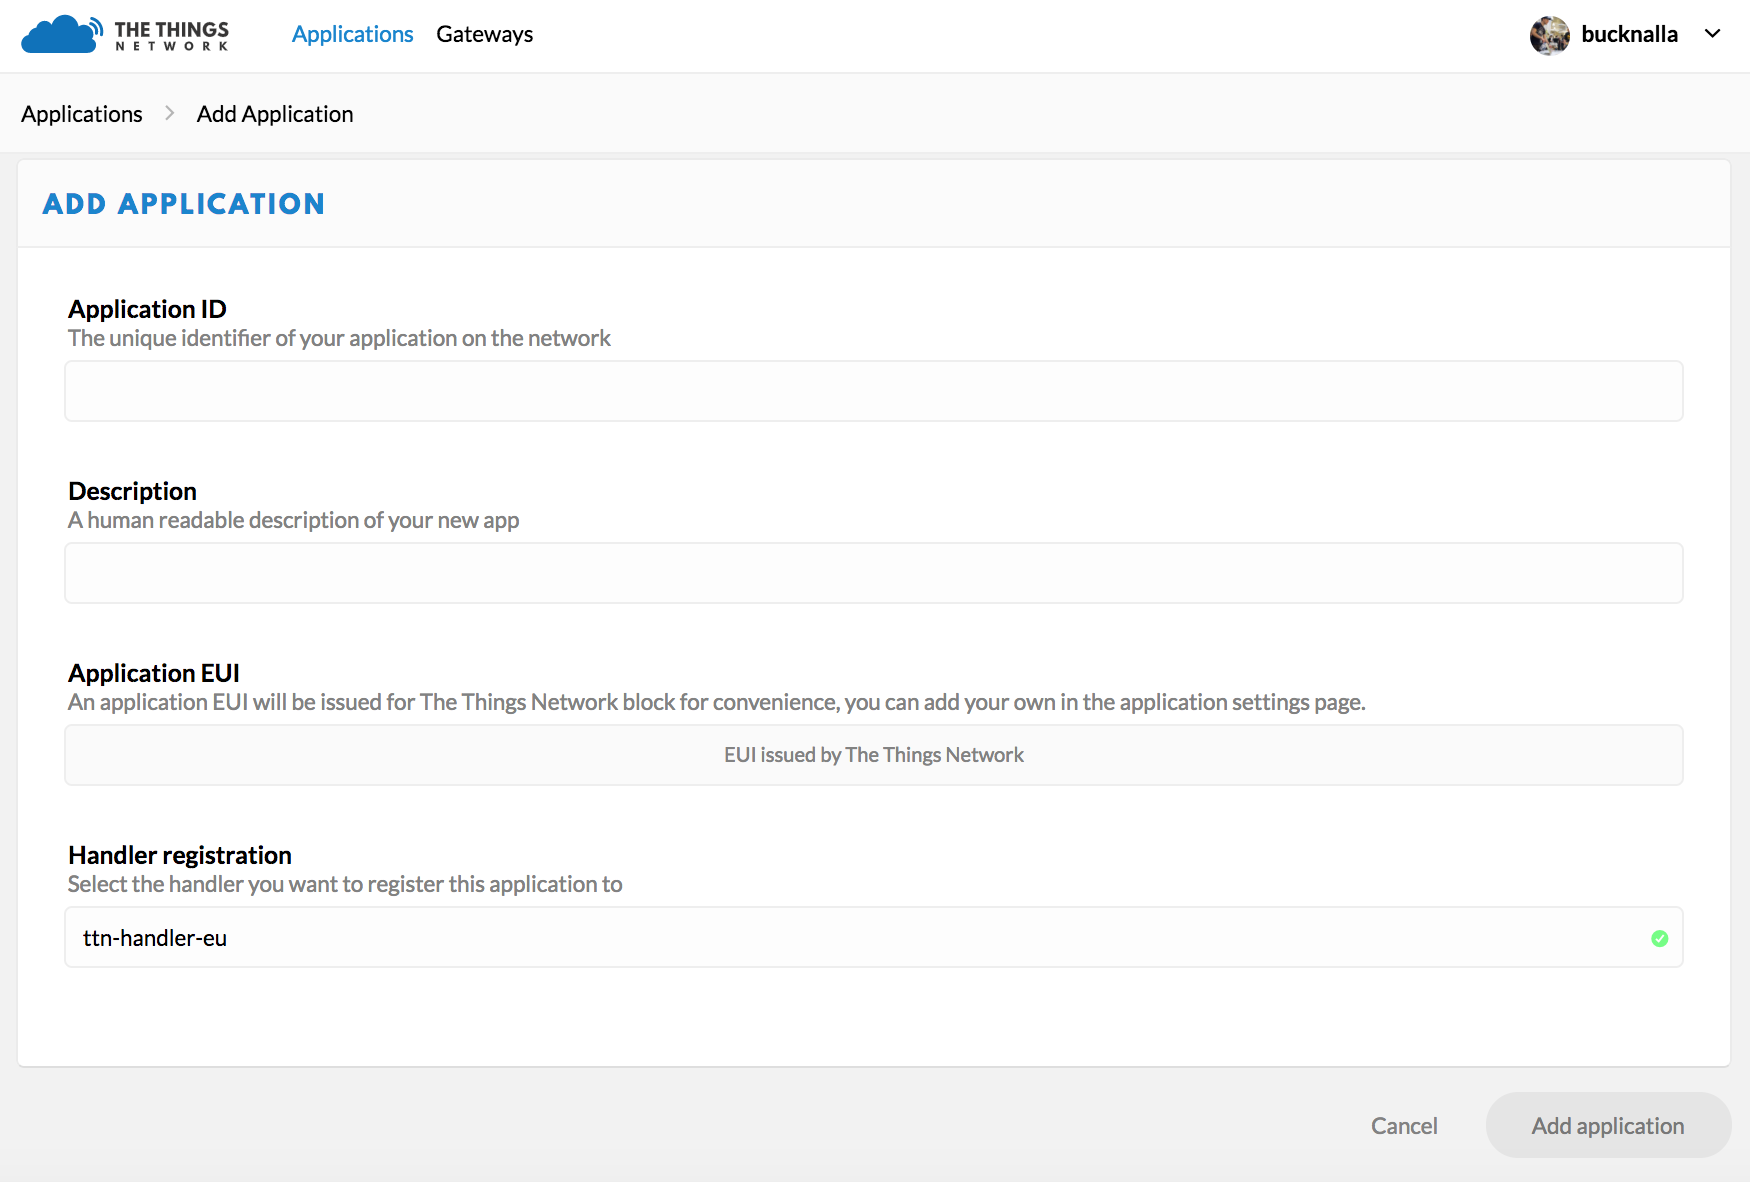 THE THINGS
NETWORK
Applications
Gateways
bucknalla
Applications
Add Application
ADD APPLICATION
Application ID
The unique identifier of your application on the network
Description
A human readable description of your new app
Application EUI
An application EUI will be issued for The Things Network block for convenience, you can add your own in the application settings page.
EUI issued by The Things Network
Handler registration
Select the handler you want to register this application to
ttn-handler-eu
Cancel
Add application